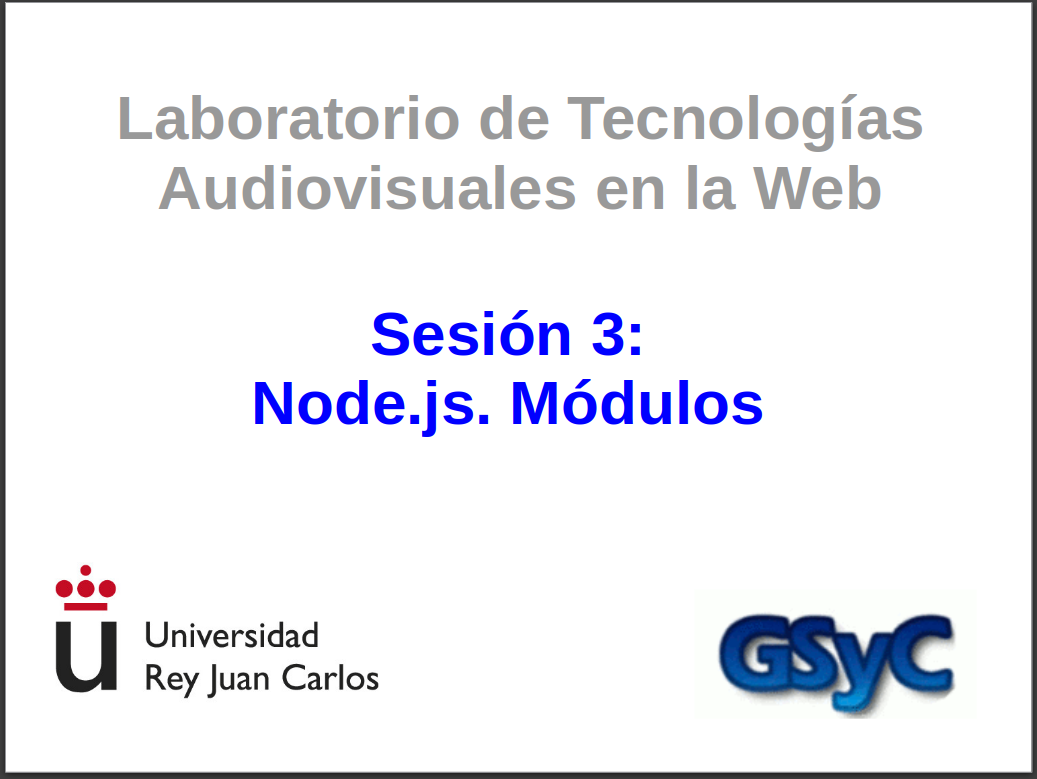 Laboratorio de Tecnologías
Audiovisuales en la Web
Sesión 3:
Node.js. Módulos
u
Universidad
Rey Juan Carlos
GSyC